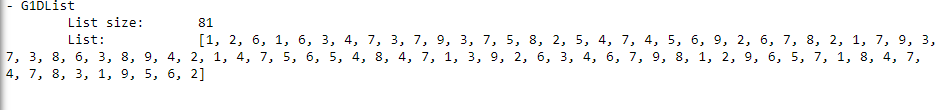 - G1DList
List size: 81
List: [1, 2, 6, 1, 6, 3, 4, 7, 3, 7, 9, 3, 7, 5, 8, 2, 5, 4, 7, 4, 5, 6, 9, 2, 6, 7, 8, 2, 1, 7, 9, 3,
7, 3, 8, 6, 3, 8, 9, 4, 2, 1, 4, 7, 5, 6, 5, 4, 8, 4, 7, 1, 3, 9, 2, 6, 3, 4, 6, 7, 9, 8, 1, 2, 9, 6, 5, 7, 1, 8, 4, 7,
4, 7, 8, 3, 1, 9, 5, 6, 2]